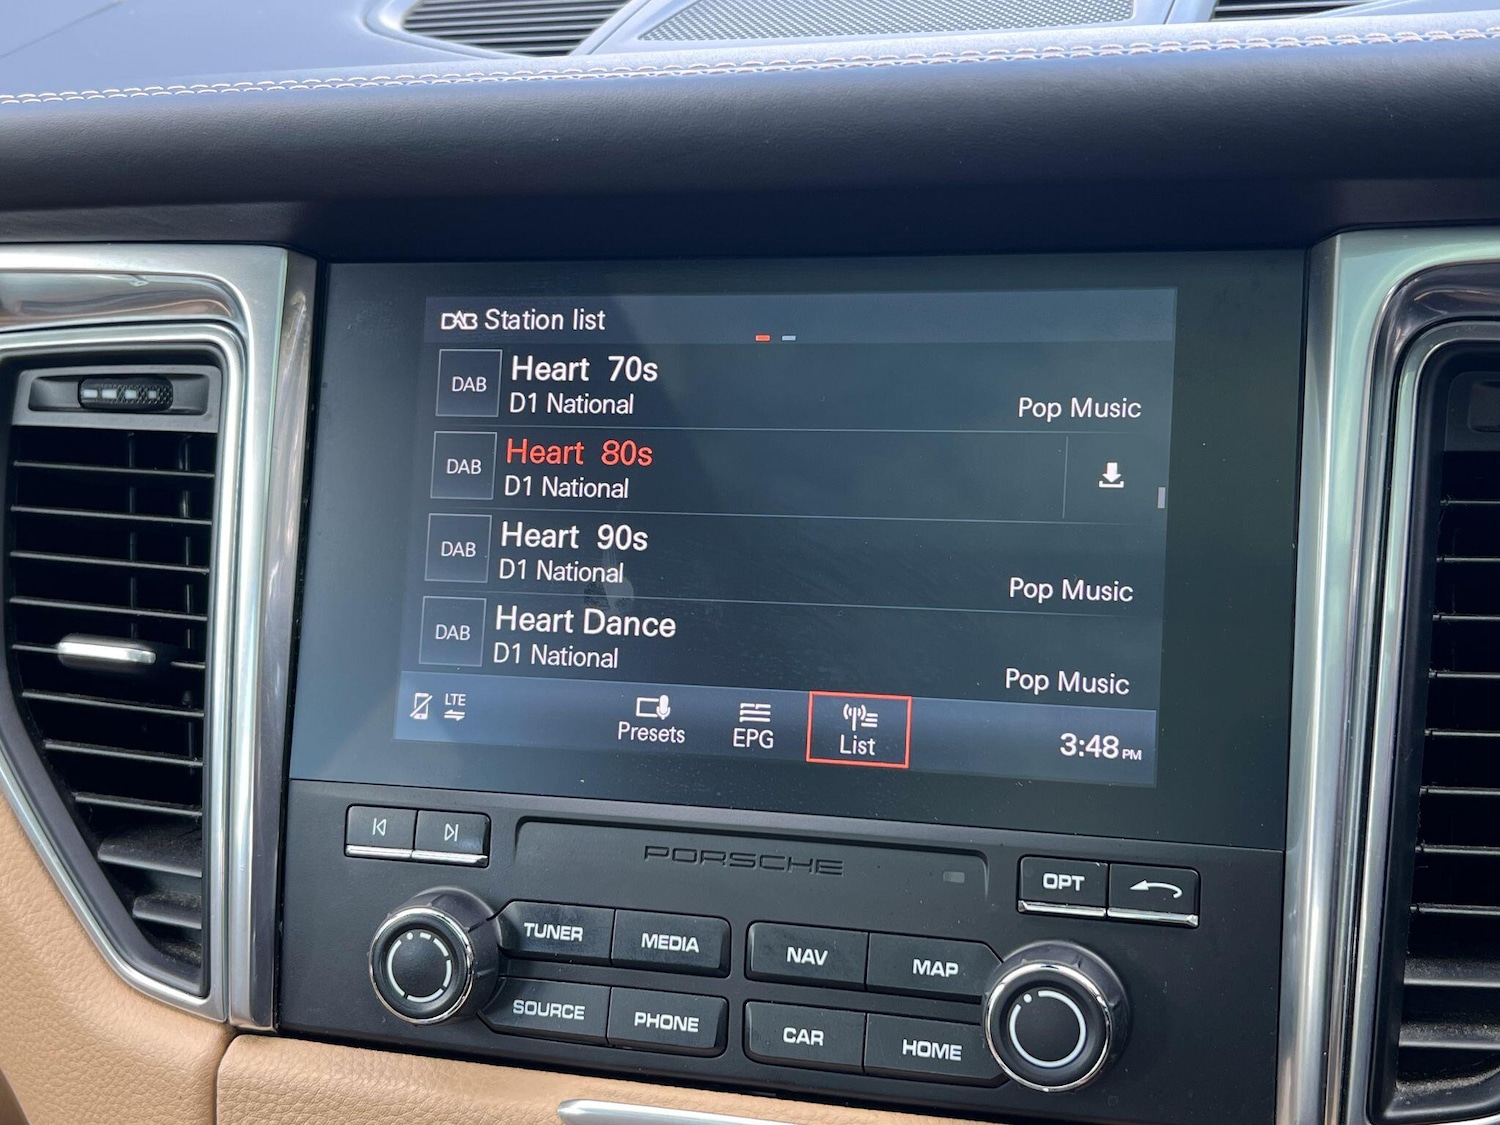 DAB Station list
DAB
Heart 70s
D1 National
Pop Music
DAB
Heart 80s
D1 National
DAB
Heart 90s
D1 National
Pop Music
DAB
Heart Dance
D1 National
Pop Music
LTE
Presets
EPG
List
3:48 PM
PORSCHE
OPT
TUNER
MEDIA
NAV
MAP
SOURCE
PHONE
CAR
HOME